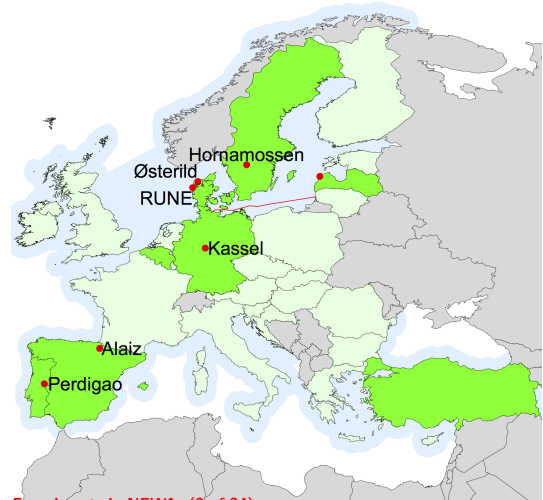 Hornamossen
Østerild
RUNE
Kassel
Alaiz
Perdigao